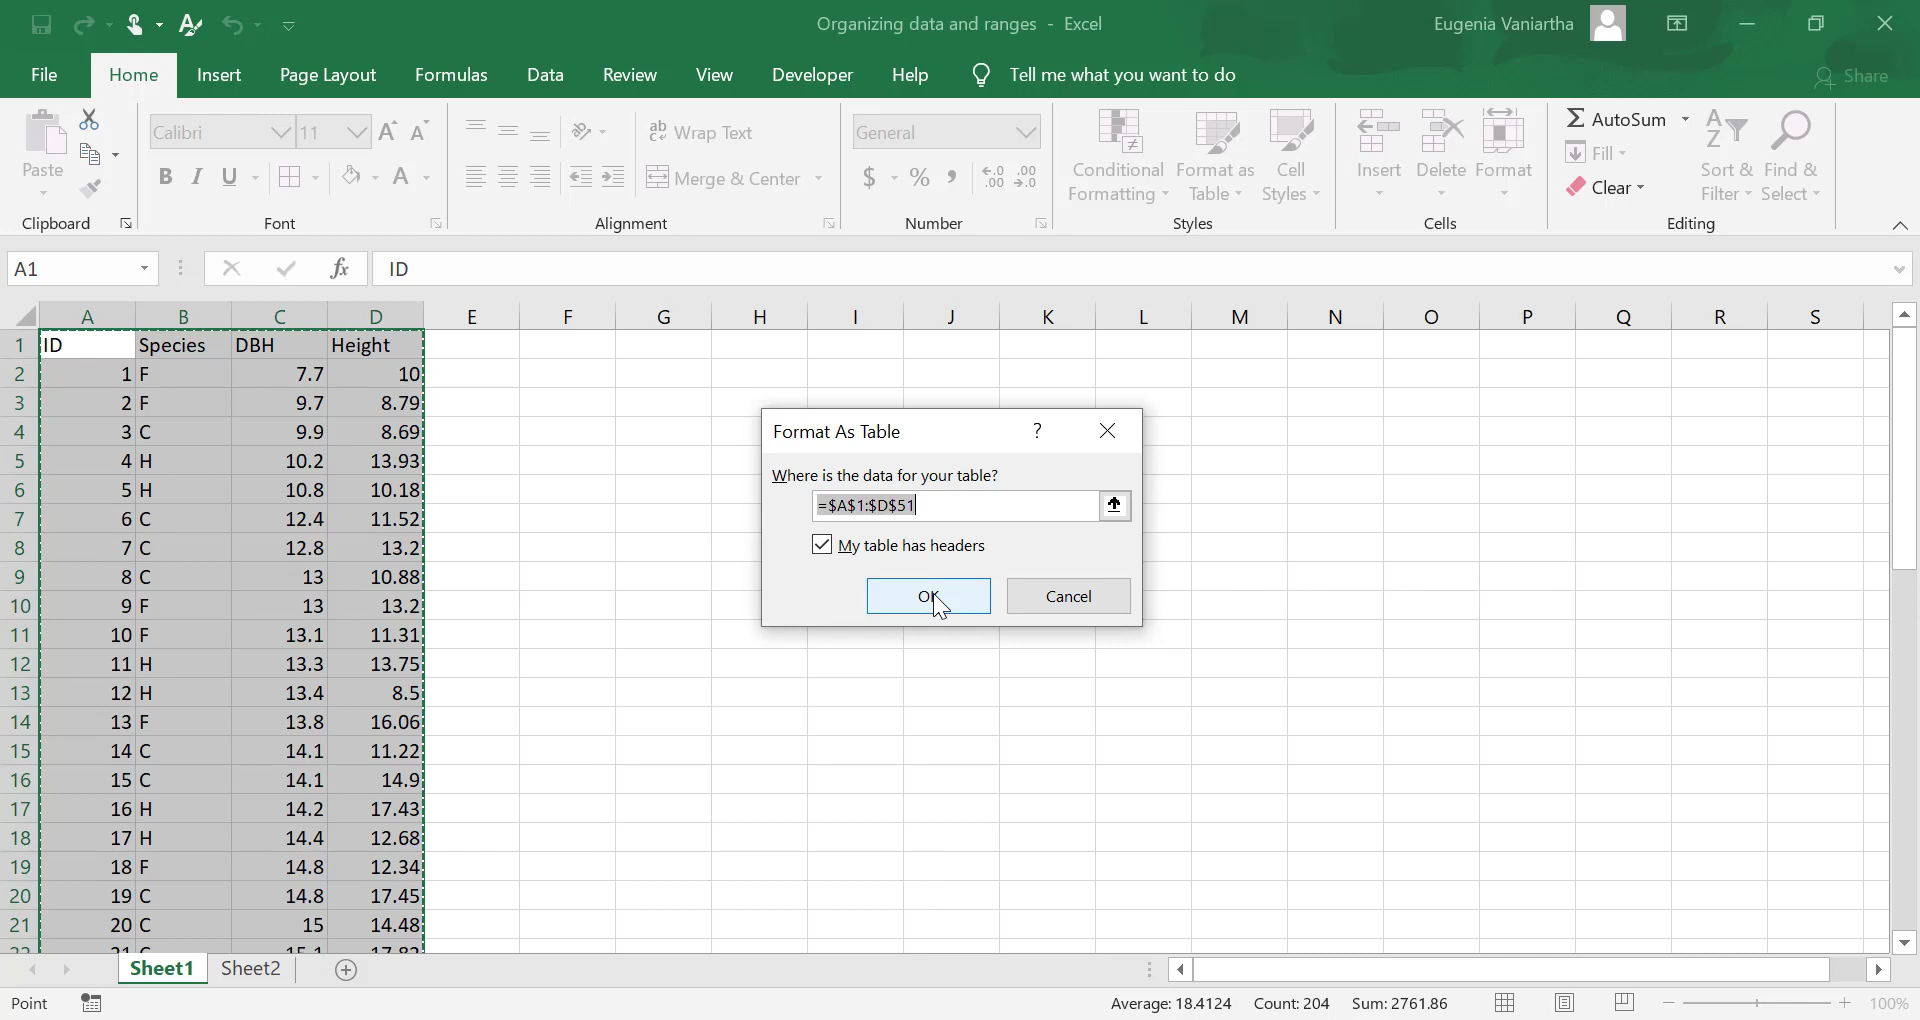 Organizing data and ranges - Excel
Eugenia Vaniartha
File Home Insert Page Layout Formulas Data Review View Developer Help Tell me what you want to do Share
Paste
Clipboard
Calibri 11
B I U A
Font
ab Wrap Text
Merge & Center
Alignment
General
$ % ,
Number
Conditional Formatting
Format as Table
Cell Styles
Styles
Insert Delete Format
Cells
AutoSum
Fill
Clear
Sort & Filter
Find & Select
Editing
A1 fx ID
A B C D E F G H I J K L M N O P Q R S
1 ID Species DBH Height
2 1 F 7.7 10
3 2 F 9.7 8.79
4 3 C 9.9 8.69
5 4 H 10.2 13.93
6 5 H 10.8 10.18
7 6 C 12.4 11.52
8 7 C 12.8 13.2
9 8 C 13 10.88
10 9 F 13 13.2
11 10 F 13.1 11.31
12 11 H 13.3 13.75
13 12 H 13.4 8.5
14 13 F 13.8 16.06
15 14 C 14.1 11.22
16 15 C 14.1 14.9
17 16 H 14.2 17.43
18 17 H 14.4 12.68
19 18 F 14.8 12.34
20 19 C 14.8 17.45
21 20 C 15 14.48
22 21 C 15.1 17.82
Format As Table ?
Where is the data for your table?
=$A$1:$D$51
My table has headers
OK Cancel
Sheet1 Sheet2
Point
Average: 18.4124 Count: 204 Sum: 2761.86
100%